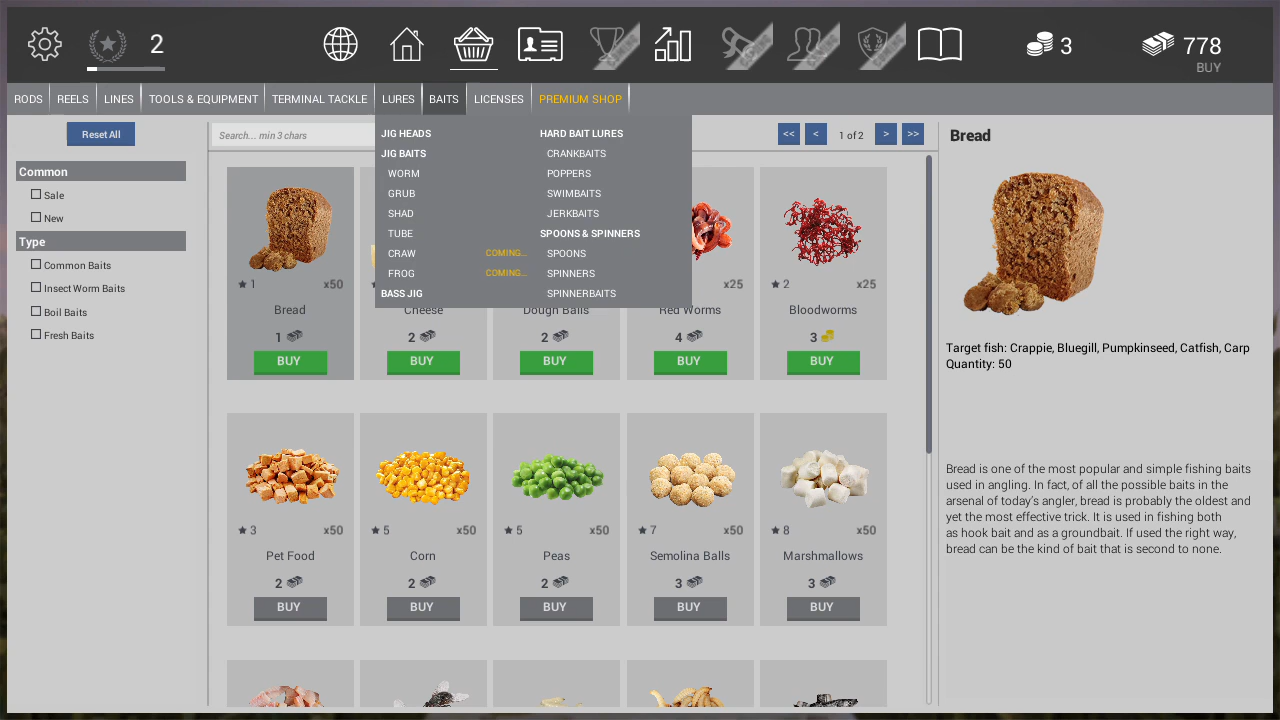 2
3
778
BUY
RODS
REELS
LINES
TOOLS & EQUIPMENT
TERMINAL TACKLE
LURES
BAITS
LICENSES
PREMIUM SHOP
Reset All
Common
Sale
New
Type
Common Baits
Insect Worm Baits
Boil Baits
Fresh Baits
Search... min 3 chars
<<
<
1 of 2
>
>>
JIG HEADS
JIG BAITS
WORM
GRUB
SHAD
TUBE
CRAW COMING...
FROG COMING...
BASS JIG
HARD BAIT LURES
CRANKBAITS
POPPERS
SWIMBAITS
JERKBAITS
SPOONS & SPINNERS
SPOONS
SPINNERS
SPINNERBAITS
1 x50
Bread
1
BUY
Cheese
2
BUY
Dough Balls
2
BUY
x25
Red Worms
4
BUY
2 x25
Bloodworms
3
BUY
3 x50
Pet Food
2
BUY
5 x50
Corn
2
BUY
5 x50
Peas
2
BUY
7 x50
Semolina Balls
3
BUY
8 x50
Marshmallows
3
BUY
Bread
Target fish: Crappie, Bluegill, Pumpkinseed, Catfish, Carp
Quantity: 50
Bread is one of the most popular and simple fishing baits
used in angling. In fact, of all the possible baits in the
arsenal of today's angler, bread is probably the oldest and
yet the most effective trick. It is used in fishing both
as hook bait and as a groundbait. If used the right way,
bread can be the kind of bait that is second to none.